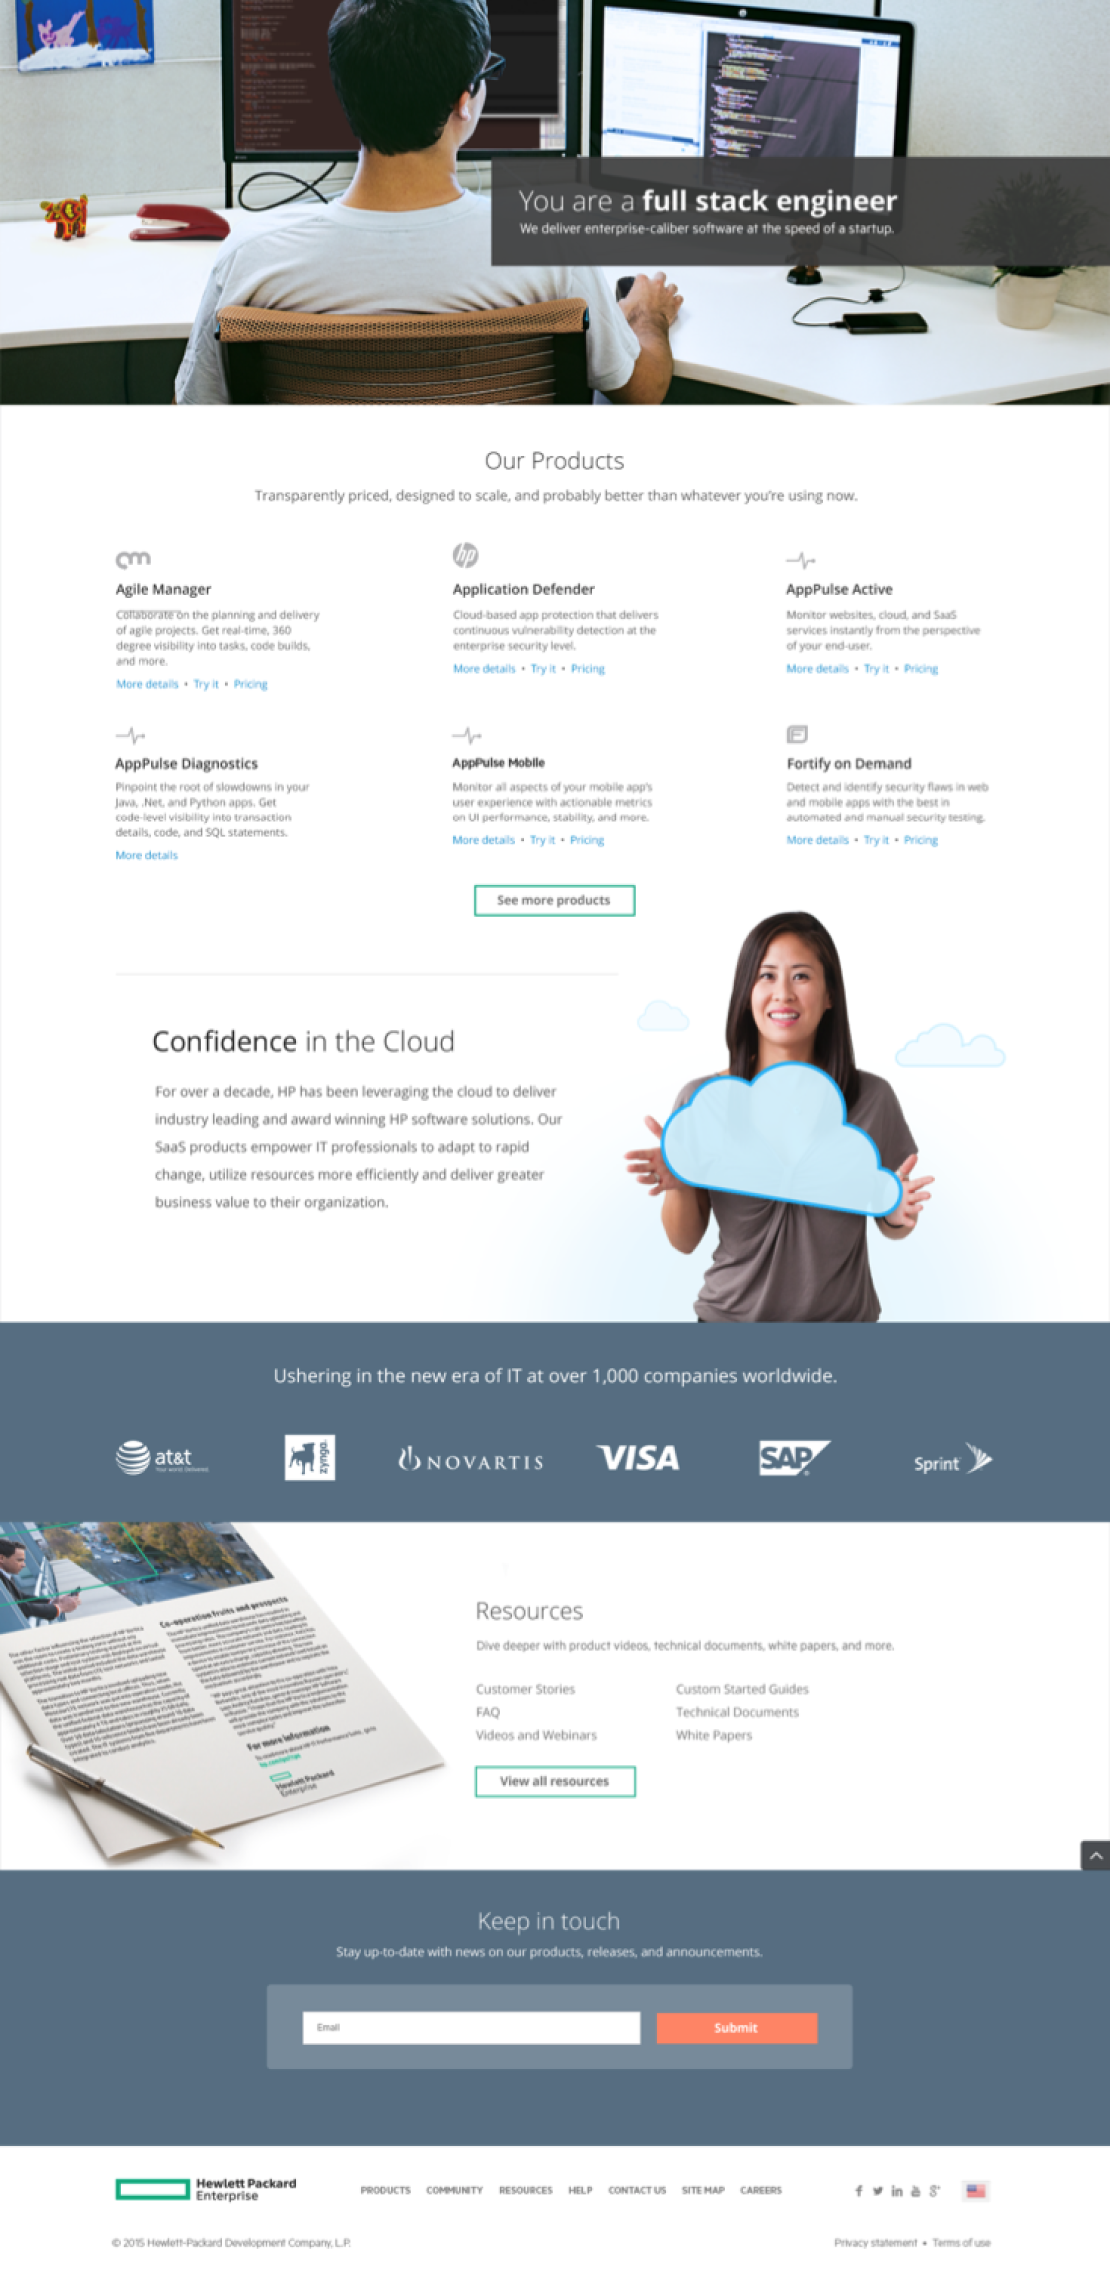 You are a full stack engineer
We deliver enterprise-caliber software at the speed of a startup.
Our Products
Transparently priced, designed to scale, and probably better than whatever you're using now.
Agile Manager
Collaborate on the planning and delivery
of agile projects. Get real-time, 360
degree visibility into tasks, code builds,
and more.
More details • Try it • Pricing
hp
Application Defender
Cloud-based app protection that delivers
continuous vulnerability detection at the
enterprise security level.
More details • Try it • Pricing
AppPulse Active
Monitor websites, cloud, and SaaS
services instantly from the perspective
of your end-user.
More details • Try it • Pricing
AppPulse Diagnostics
Pinpoint the root of slowdowns in your
Java, .Net, and Python apps. Get
code-level visibility into transaction
details, code, and SQL statements.
More details
AppPulse Mobile
Monitor all aspects of your mobile app's
user experience with actionable metrics
on UI performance, stability, and more.
More details • Try it • Pricing
Fortify on Demand
Detect and identify security flaws in web
and mobile apps with the best in
automated and manual security testing.
More details • Try it • Pricing
See more products
Confidence in the Cloud
For over a decade, HP has been leveraging the cloud to deliver
industry leading and award winning HP software solutions. Our
SaaS products empower IT professionals to adapt to rapid
change, utilize resources more efficiently and deliver greater
business value to their organization.
Ushering in the new era of IT at over 1,000 companies worldwide.
at&t
Your world. Delivered.
zynga
NOVARTIS
VISA
SAP
Sprint
Co-operation fruits and prospects
For more information
Hewlett Packard
Enterprise
Resources
Dive deeper with product videos, technical documents, white papers, and more.
Customer Stories
Custom Started Guides
FAQ
Technical Documents
Videos and Webinars
White Papers
View all resources
Keep in touch
Stay up-to-date with news on our products, releases, and announcements.
Email
Submit
Hewlett Packard
Enterprise
PRODUCTS COMMUNITY RESOURCES HELP CONTACT US SITE MAP CAREERS
© 2015 Hewlett-Packard Development Company, L.P.
Privacy statement • Terms of use